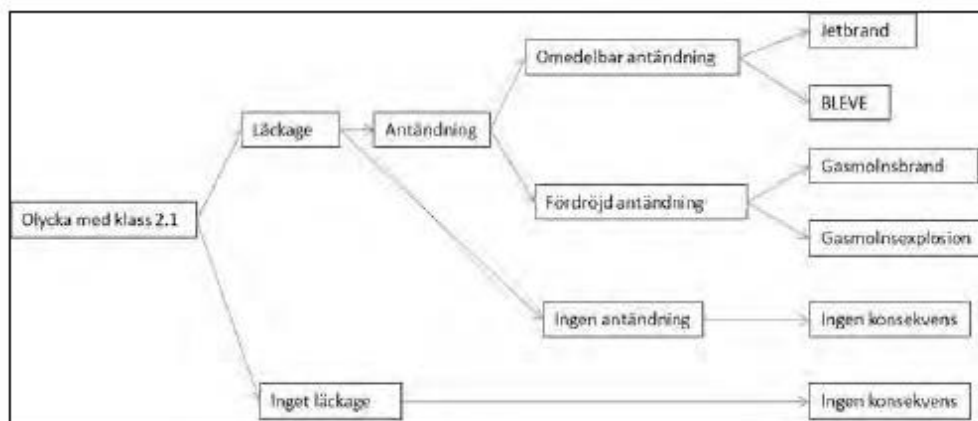 Jetbrand
Omedelbar antändning
BLEVE
Läckage
Antändning
Gasmolnsbrand
Fördröjd antändning
Olycka med klass 2.1
Gasmolnsexplosion
Ingen antändning
Ingen konsekvens
Inget läckage
Ingen konsekvens